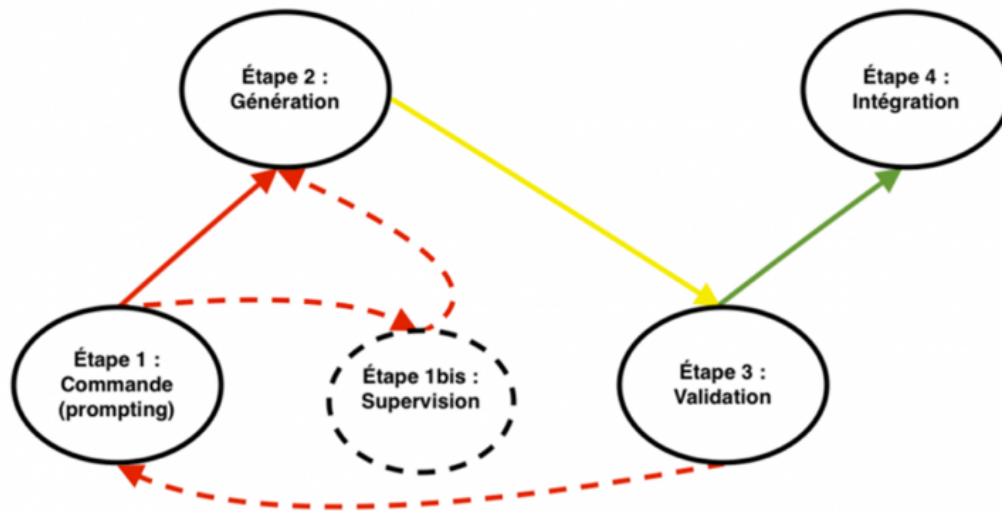 Étape 2 :
Génération
Étape 4 :
Intégration
Étape 1 :
Commande
(prompting)
Étape 1bis :
Supervision
Étape 3 :
Validation